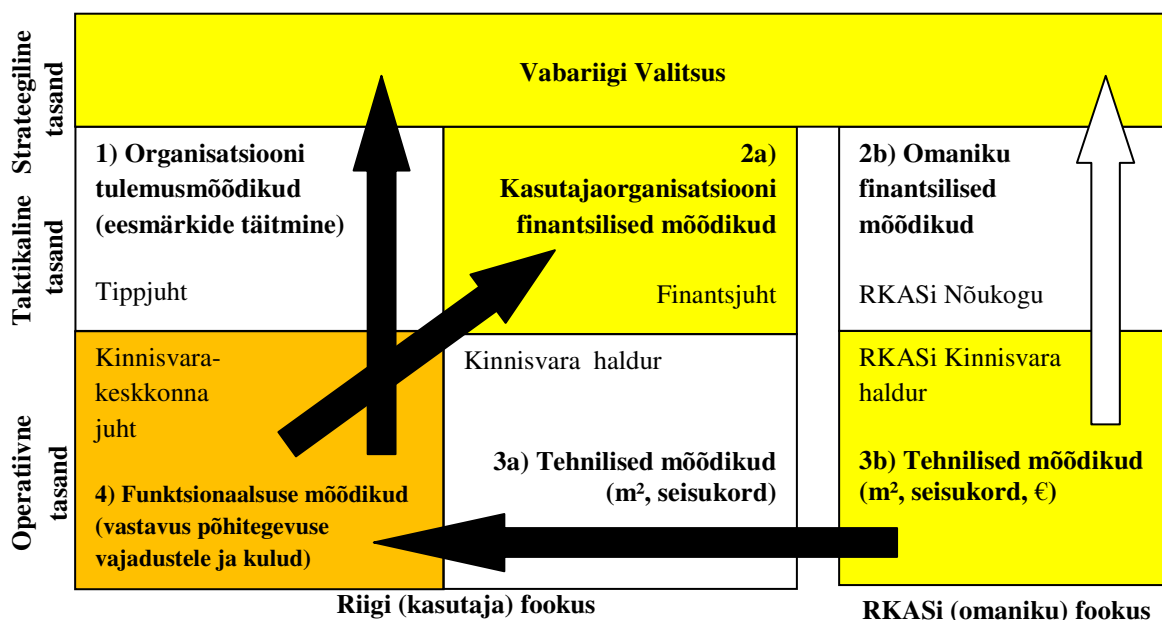 Strateegiline
tasand
Vabariigi Valitsus
Taktikaline
tasand
1) Organisatsiooni
tulemusmõõdikud
(eesmärkide täitmine)
Tippjuht
2a)
Kasutajaorganisatsiooni
finantsilised mõõdikud
Finantsjuht
2b) Omaniku
finantsilised
mõõdikud
RKASi Nõukogu
Operatiivne
tasand
Kinnisvara-
keskkonna
juht
4) Funktsionaalsuse mõõdikud
(vastavus põhitegevuse
vajadustele ja kulud)
Kinnisvara haldur
3a) Tehnilised mõõdikud
(m², seisukord)
RKASi Kinnisvara
haldur
3b) Tehnilised mõõdikud
(m², seisukord, €)
Riigi (kasutaja) fookus
RKASi (omaniku) fookus